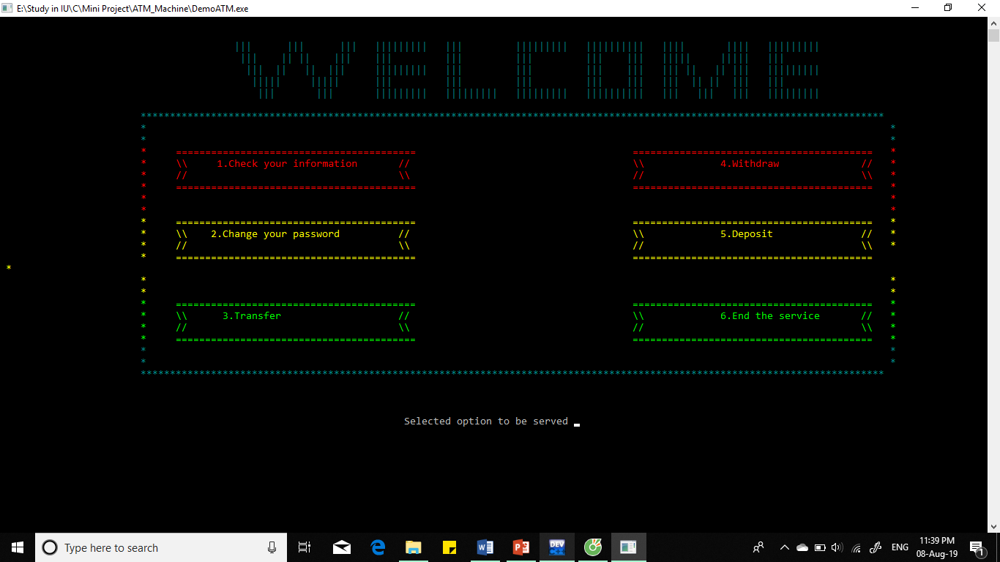 E:\Study in IU\C\Mini Project\ATM_Machine\DemoATM.exe
WELCOME
1.Check your information
4.Withdraw
2.Change your password
5.Deposit
3.Transfer
6.End the service
Selected option to be served
Type here to search
DEV
ENG
11:39 PM
08-Aug-19
1